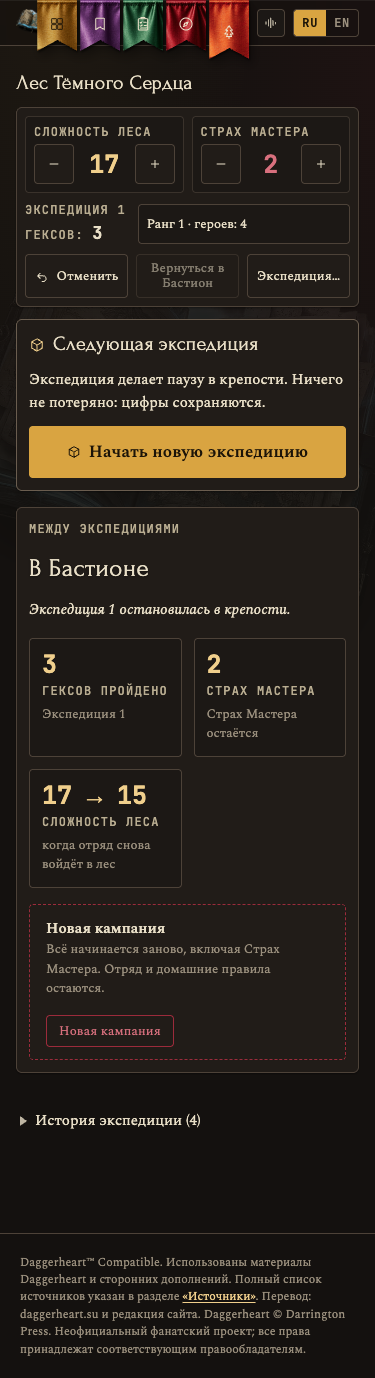 RU EN
Лес Тёмного Сердца
СЛОЖНОСТЬ ЛЕСА
СТРАХ МАСТЕРА
− 17 +
− 2 +
ЭКСПЕДИЦИЯ 1
ГЕКСОВ: 3
Ранг 1 · героев: 4
Отменить
Вернуться в
Бастион
Экспедиция…
Следующая экспедиция
Экспедиция делает паузу в крепости. Ничего
не потеряно: цифры сохраняются.
Начать новую экспедицию
МЕЖДУ ЭКСПЕДИЦИЯМИ
В Бастионе
Экспедиция 1 остановилась в крепости.
3
ГЕКСОВ ПРОЙДЕНО
Экспедиция 1
2
СТРАХ МАСТЕРА
Страх Мастера
остаётся
17 → 15
СЛОЖНОСТЬ ЛЕСА
когда отряд снова
войдёт в лес
Новая кампания
Всё начинается заново, включая Страх
Мастера. Отряд и домашние правила
остаются.
Новая кампания
История экспедиции (4)
Daggerheart™ Compatible. Использованы материалы
Daggerheart и сторонних дополнений. Полный список
источников указан в разделе «Источники». Перевод:
daggerheart.su и редакция сайта. Daggerheart © Darrington
Press. Неофициальный фанатский проект; все права
принадлежат соответствующим правообладателям.